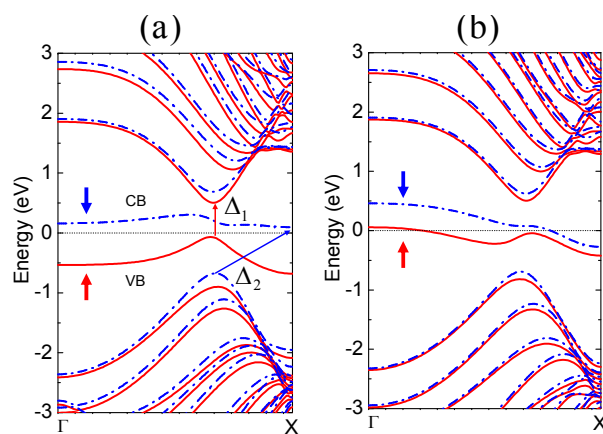 (a) (b)
Energy (eV)
3
2
1
0
-1
-2
-3
CB
VB
Δ1
Δ2
Γ X
Energy (eV)
3
2
1
0
-1
-2
-3
Γ X